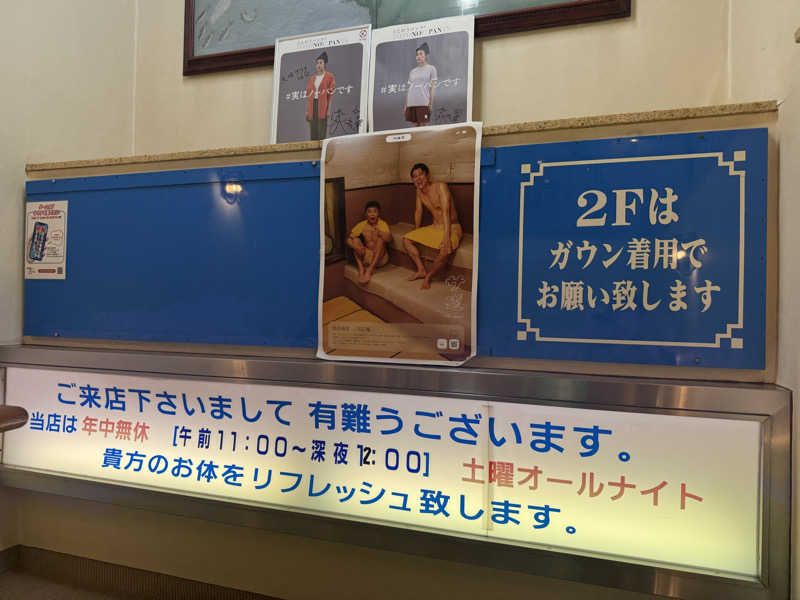 #実はノーパンです
#実はノーパンです
2Fは
ガウン着用で
お願い致します
ご来店下さいまして 有難うございます。
当店は 年中無休 [午前11:00～深夜12:00] 土曜オールナイト
貴方のお体をリフレッシュ致します。